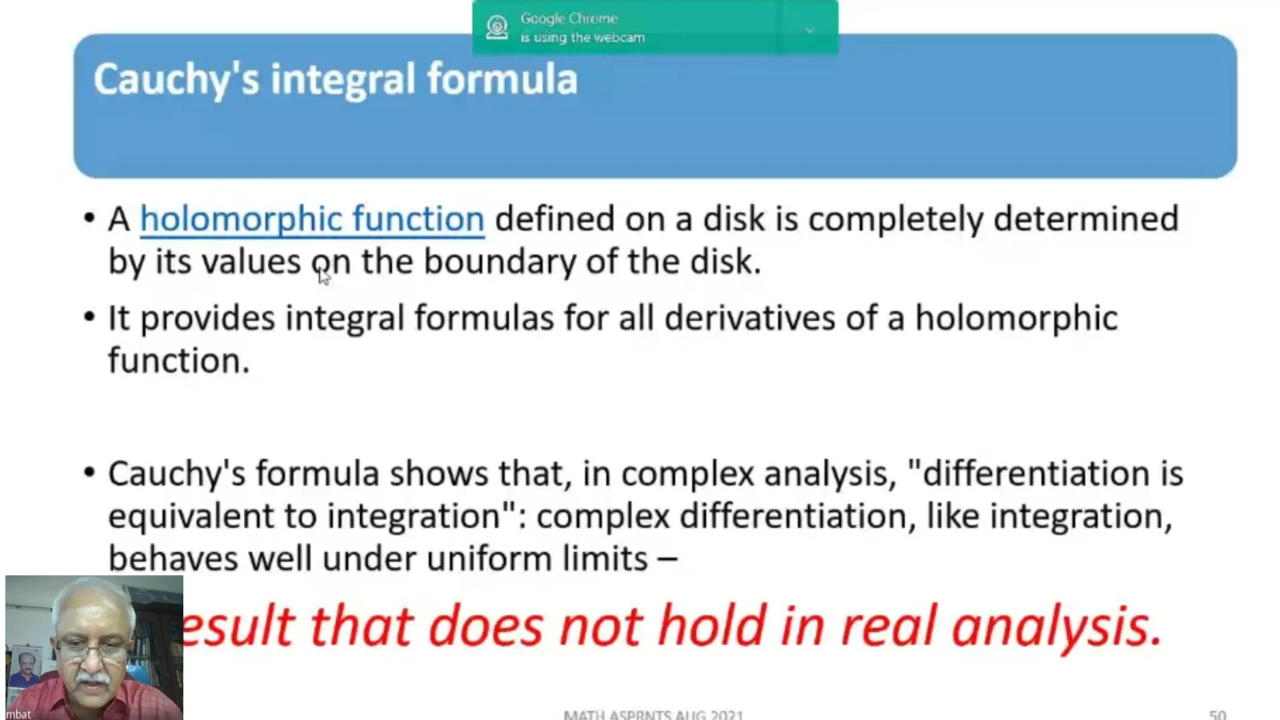 Google Chrome
is using the webcam
Cauchy's integral formula
• A holomorphic function defined on a disk is completely determined
by its values on the boundary of the disk.
• It provides integral formulas for all derivatives of a holomorphic
function.
• Cauchy's formula shows that, in complex analysis, "differentiation is
equivalent to integration": complex differentiation, like integration,
behaves well under uniform limits –
esult that does not hold in real analysis.
mbat
MATH ASPRNTS AUG 2021
50